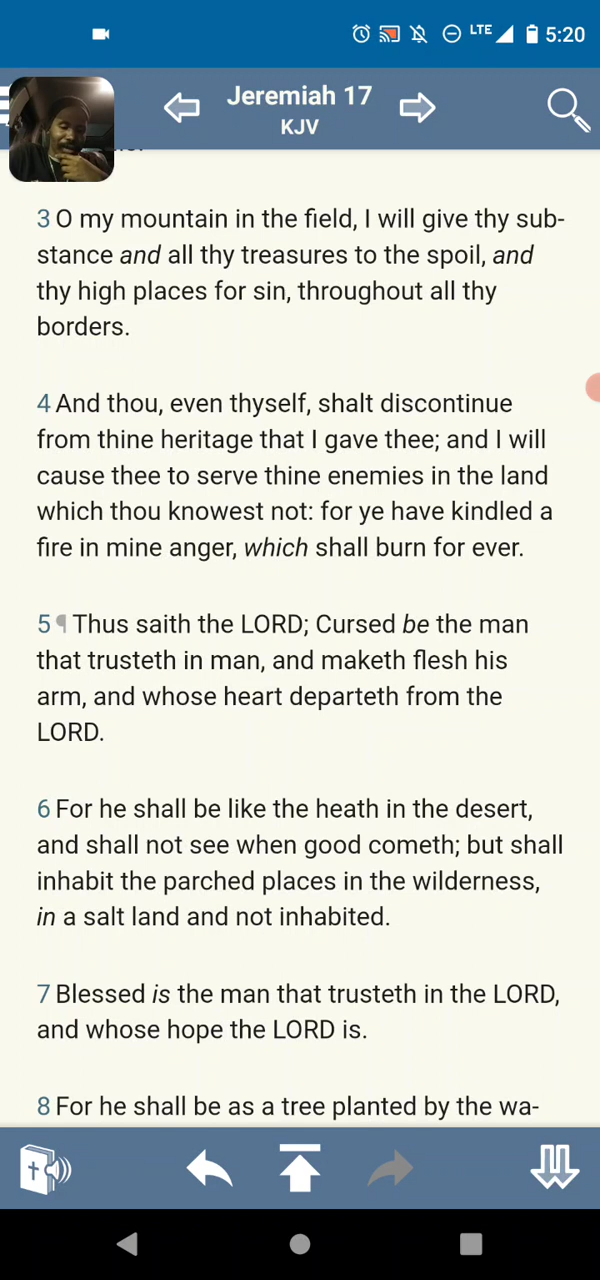 LTE 5:20
Jeremiah 17
KJV
3 O my mountain in the field, I will give thy sub-
stance and all thy treasures to the spoil, and
thy high places for sin, throughout all thy
borders.
4 And thou, even thyself, shalt discontinue
from thine heritage that I gave thee; and I will
cause thee to serve thine enemies in the land
which thou knowest not: for ye have kindled a
fire in mine anger, which shall burn for ever.
5 ¶ Thus saith the LORD; Cursed be the man
that trusteth in man, and maketh flesh his
arm, and whose heart departeth from the
LORD.
6 For he shall be like the heath in the desert,
and shall not see when good cometh; but shall
inhabit the parched places in the wilderness,
in a salt land and not inhabited.
7 Blessed is the man that trusteth in the LORD,
and whose hope the LORD is.
8 For he shall be as a tree planted by the wa-